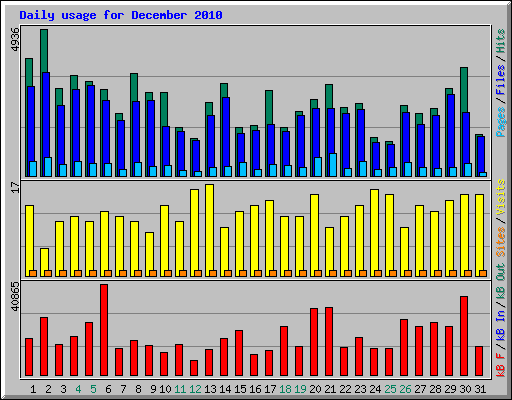 Daily usage for December 2010
4936
Pages / Files / Hits
17
Sites / Visits
40865
kB F / kB In / kB Out
1 2 3 4 5 6 7 8 9 10 11 12 13 14 15 16 17 18 19 20 21 22 23 24 25 26 27 28 29 30 31